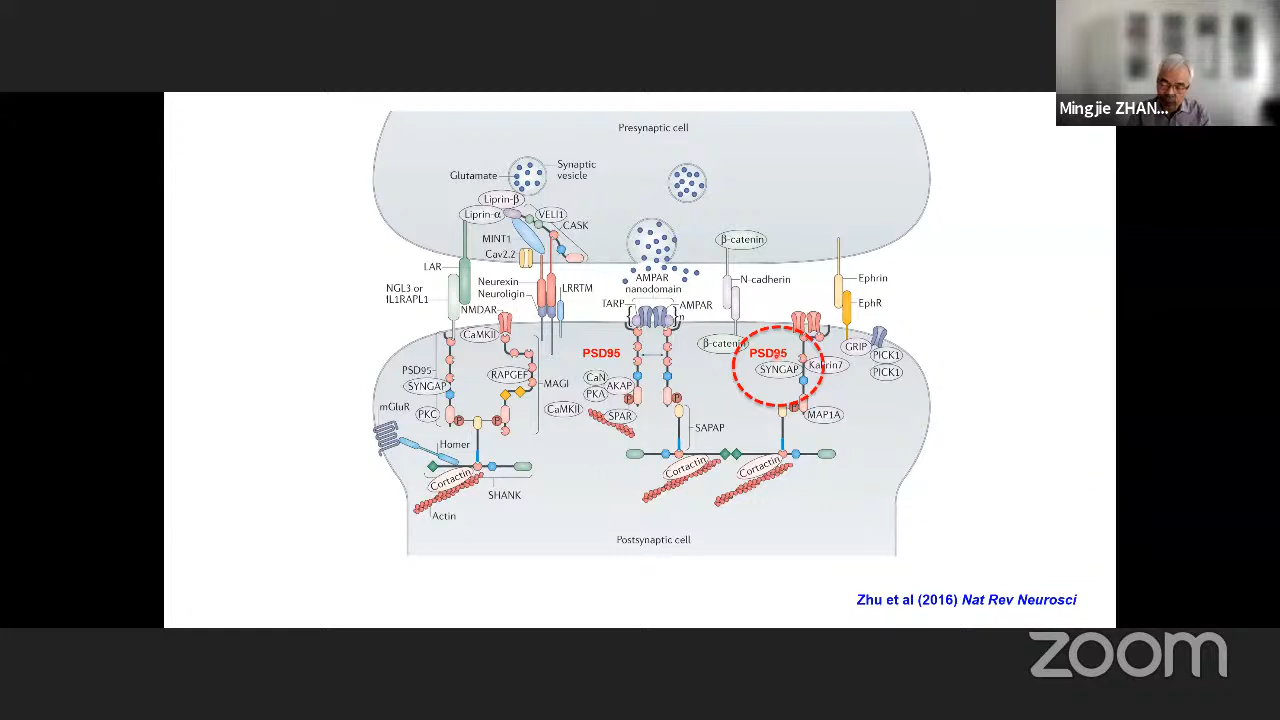 Mingjie ZHAN...
Presynaptic cell
Glutamate
Synaptic
vesicle
Liprin-β
Liprin-α
VELI1
CASK
MINT1
Cav2.2
β-catenin
LAR
NGL3 or
IL1RAPL1
Neurexin
Neuroligin
LRRTM
NMDAR
AMPAR
nanodomain
TARP
AMPAR
n
N-cadherin
Ephrin
EphR
CaMKII
β-catenin
GRIP
PICK1
PICK1
PSD95
PSD95
PSD95
SYNGAP
RAPGEF
MAGI
CaN
AKAP
PKA
SYNGAP
Kalirin7
mGluR
PKC
P
P
CaMKII
P
SPAR
P
P
MAP1A
SAPAP
Homer
Cortactin
Cortactin
Cortactin
SHANK
Actin
Postsynaptic cell
Zhu et al (2016) Nat Rev Neurosci
zoom